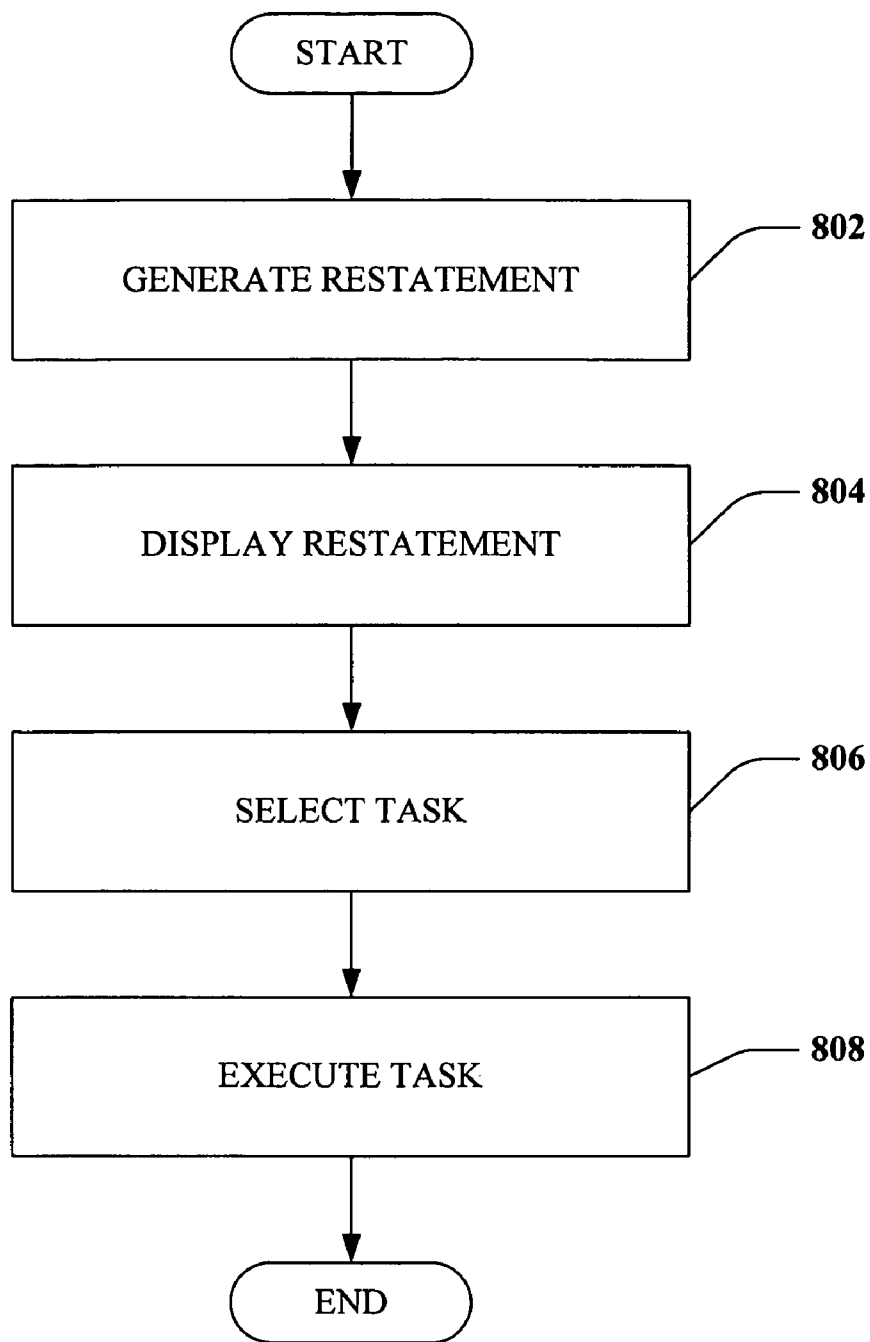 START
802
GENERATE RESTATEMENT
804
DISPLAY RESTATEMENT
806
SELECT TASK
808
EXECUTE TASK
END